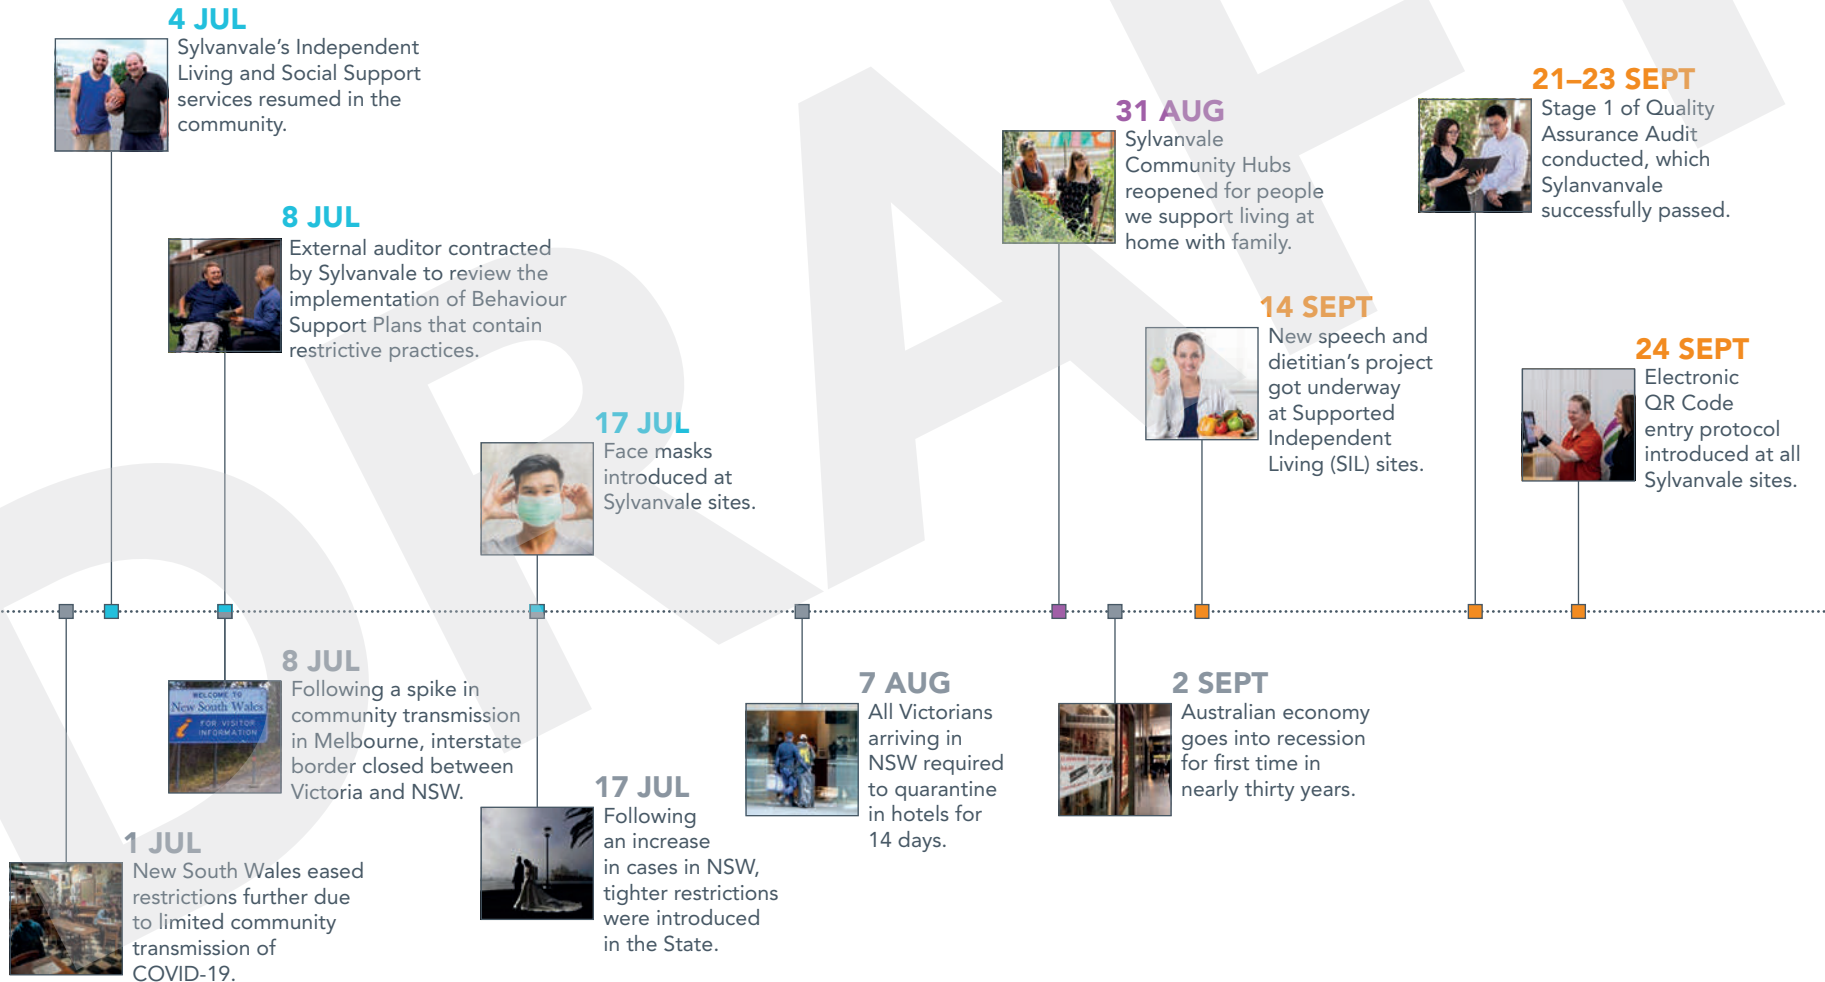 4 JUL
Sylvanvale's Independent
Living and Social Support
services resumed in the
community.
8 JUL
External auditor contracted
by Sylvanvale to review the
implementation of Behaviour
Support Plans that contain
restrictive practices.
17 JUL
Face masks
introduced at
Sylvanvale sites.
31 AUG
Sylvanvale
Community Hubs
reopened for people
we support living at
home with family.
14 SEPT
New speech and
dietitian's project
got underway
at Supported
Independent
Living (SIL) sites.
21–23 SEPT
Stage 1 of Quality
Assurance Audit
conducted, which
Sylanvanvale
successfully passed.
24 SEPT
Electronic
QR Code
entry protocol
introduced at all
Sylvanvale sites.
1 JUL
New South Wales eased
restrictions further due
to limited community
transmission of
COVID-19.
8 JUL
Following a spike in
community transmission
in Melbourne, interstate
border closed between
Victoria and NSW.
WELCOME TO
New South Wales
FOR VISITOR
INFORMATION
17 JUL
Following
an increase
in cases in NSW,
tighter restrictions
were introduced
in the State.
7 AUG
All Victorians
arriving in
NSW required
to quarantine
in hotels for
14 days.
2 SEPT
Australian economy
goes into recession
for first time in
nearly thirty years.
DRAFT